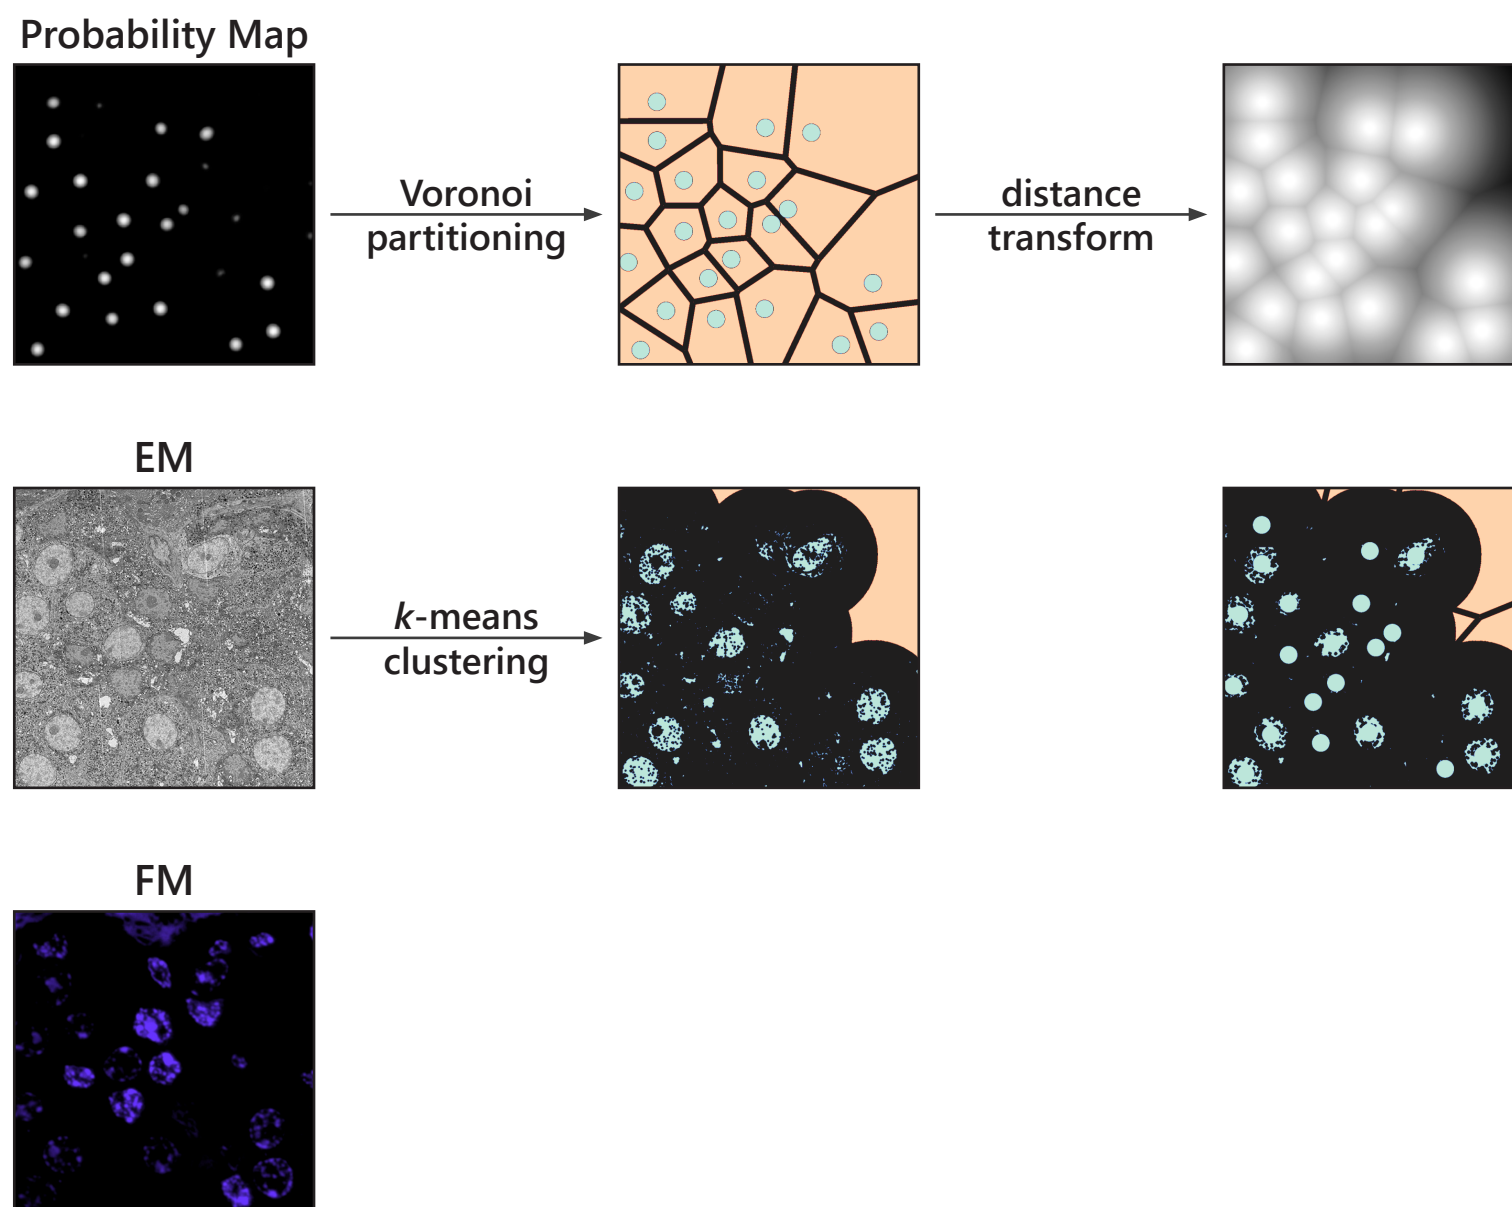 Probability Map
Voronoi
partitioning
distance
transform
EM
k-means
clustering
FM